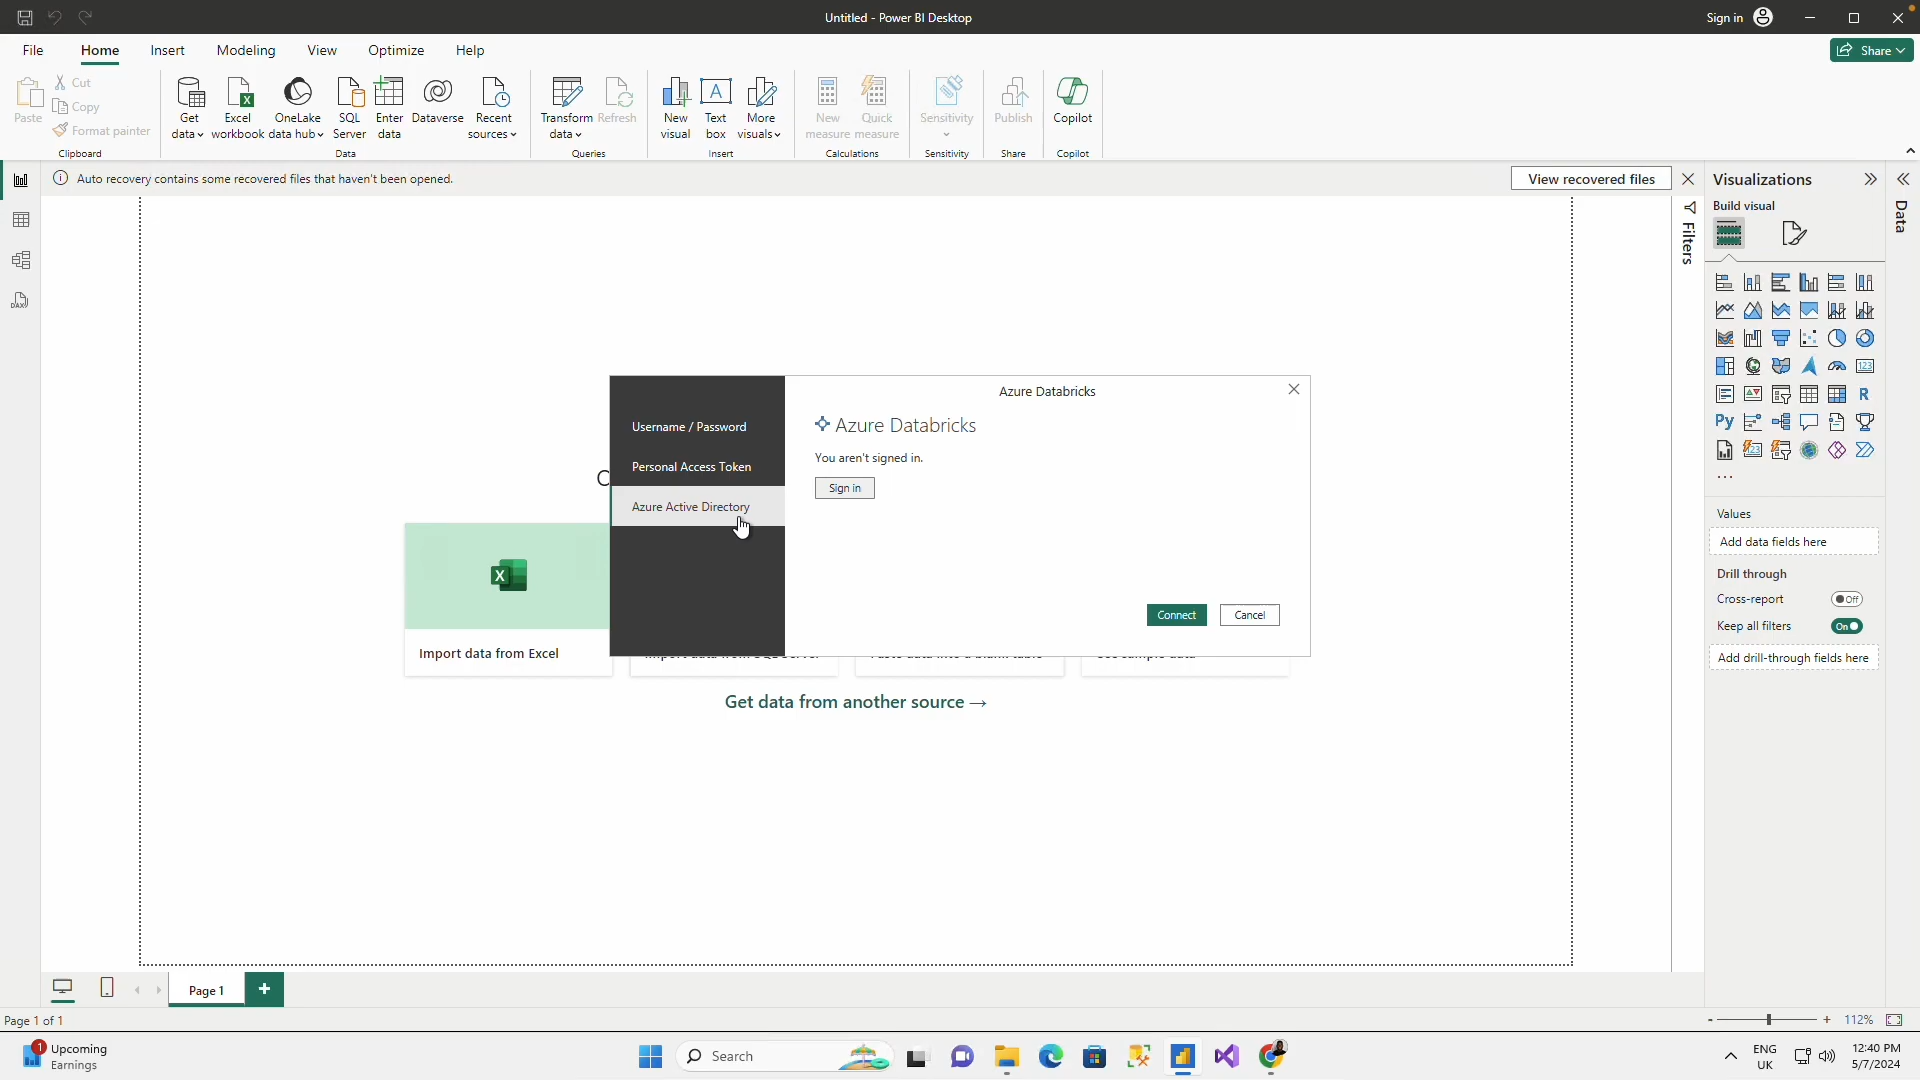 Untitled - Power BI Desktop
Sign in
File
Home
Insert
Modeling
View
Optimize
Help
Share
Paste
Cut
Copy
Format painter
Clipboard
Get data
Excel workbook
OneLake data hub
SQL Server
Enter data
Dataverse
Recent sources
Data
Transform data
Refresh
Queries
New visual
Text box
More visuals
Insert
New measure
Quick measure
Calculations
Sensitivity
Sensitivity
Publish
Share
Copilot
Copilot
Auto recovery contains some recovered files that haven't been opened.
View recovered files
Filters
Visualizations
Data
Build visual
Azure Databricks
Username / Password
Personal Access Token
Azure Active Directory
Azure Databricks
You aren't signed in.
Sign in
Connect
Cancel
Import data from Excel
Get data from another source →
R
Py
123
Values
Add data fields here
Drill through
Cross-report
Off
Keep all filters
On
Add drill-through fields here
Page 1
Page 1 of 1
- + 112%
1
Upcoming
Earnings
Search
ENG
UK
12:40 PM
5/7/2024